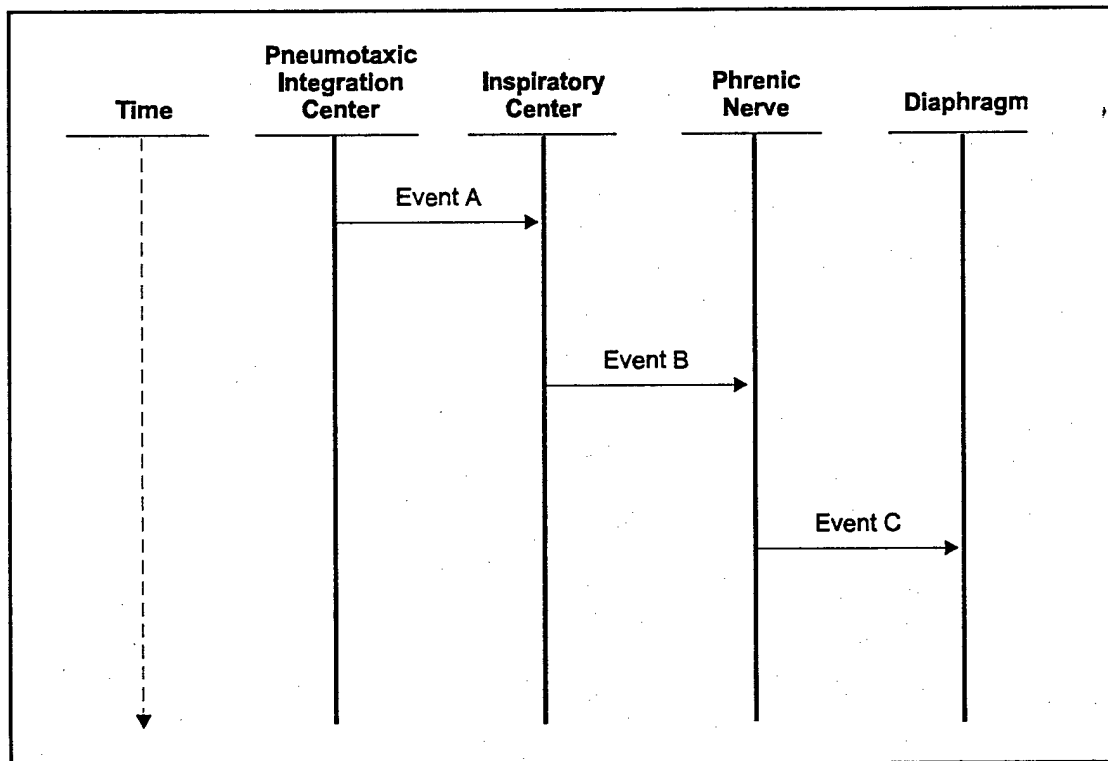 Time
Pneumotaxic
Integration
Center
Inspiratory
Center
Phrenic
Nerve
Diaphragm
Event A
Event B
Event C